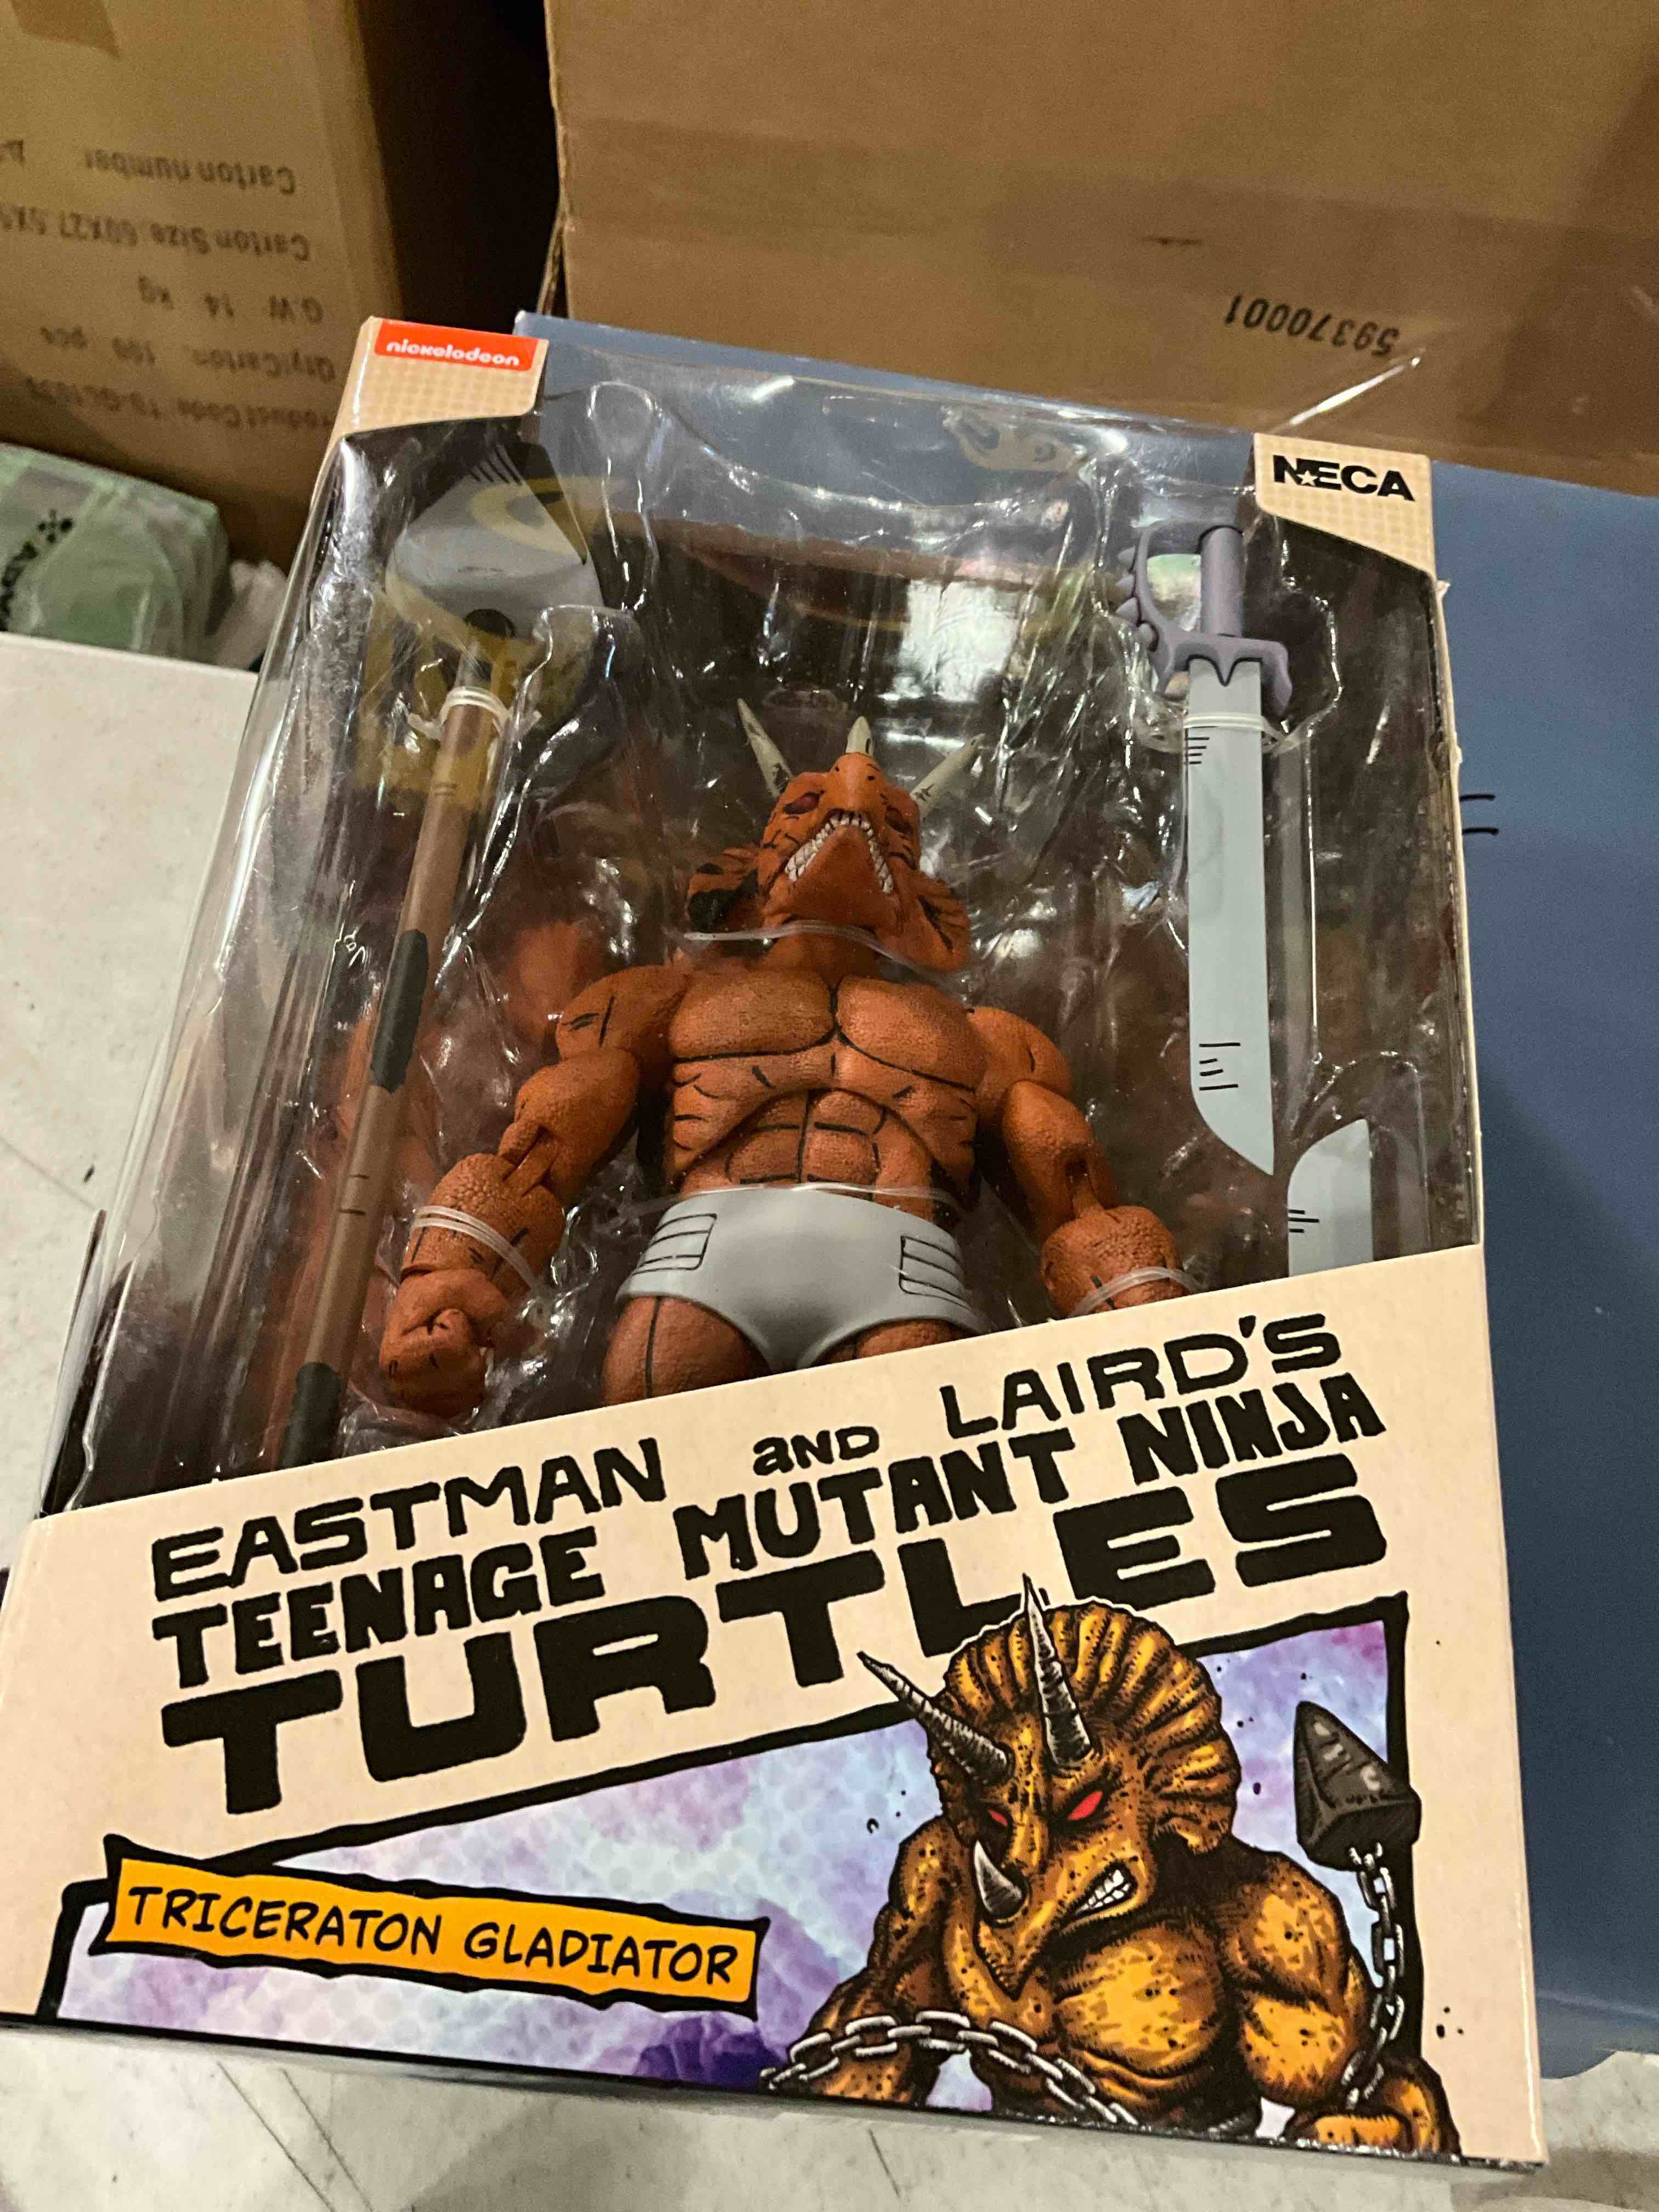 Carton number
Carton Size: 60X27.5X
G.W 14 kg
Qty/Carton: 100 pcs
59370001
nickelodeon
NECA
EASTMAN AND LAIRD'S
TEENAGE MUTANT NINJA
TURTLES
TRICERATON GLADIATOR